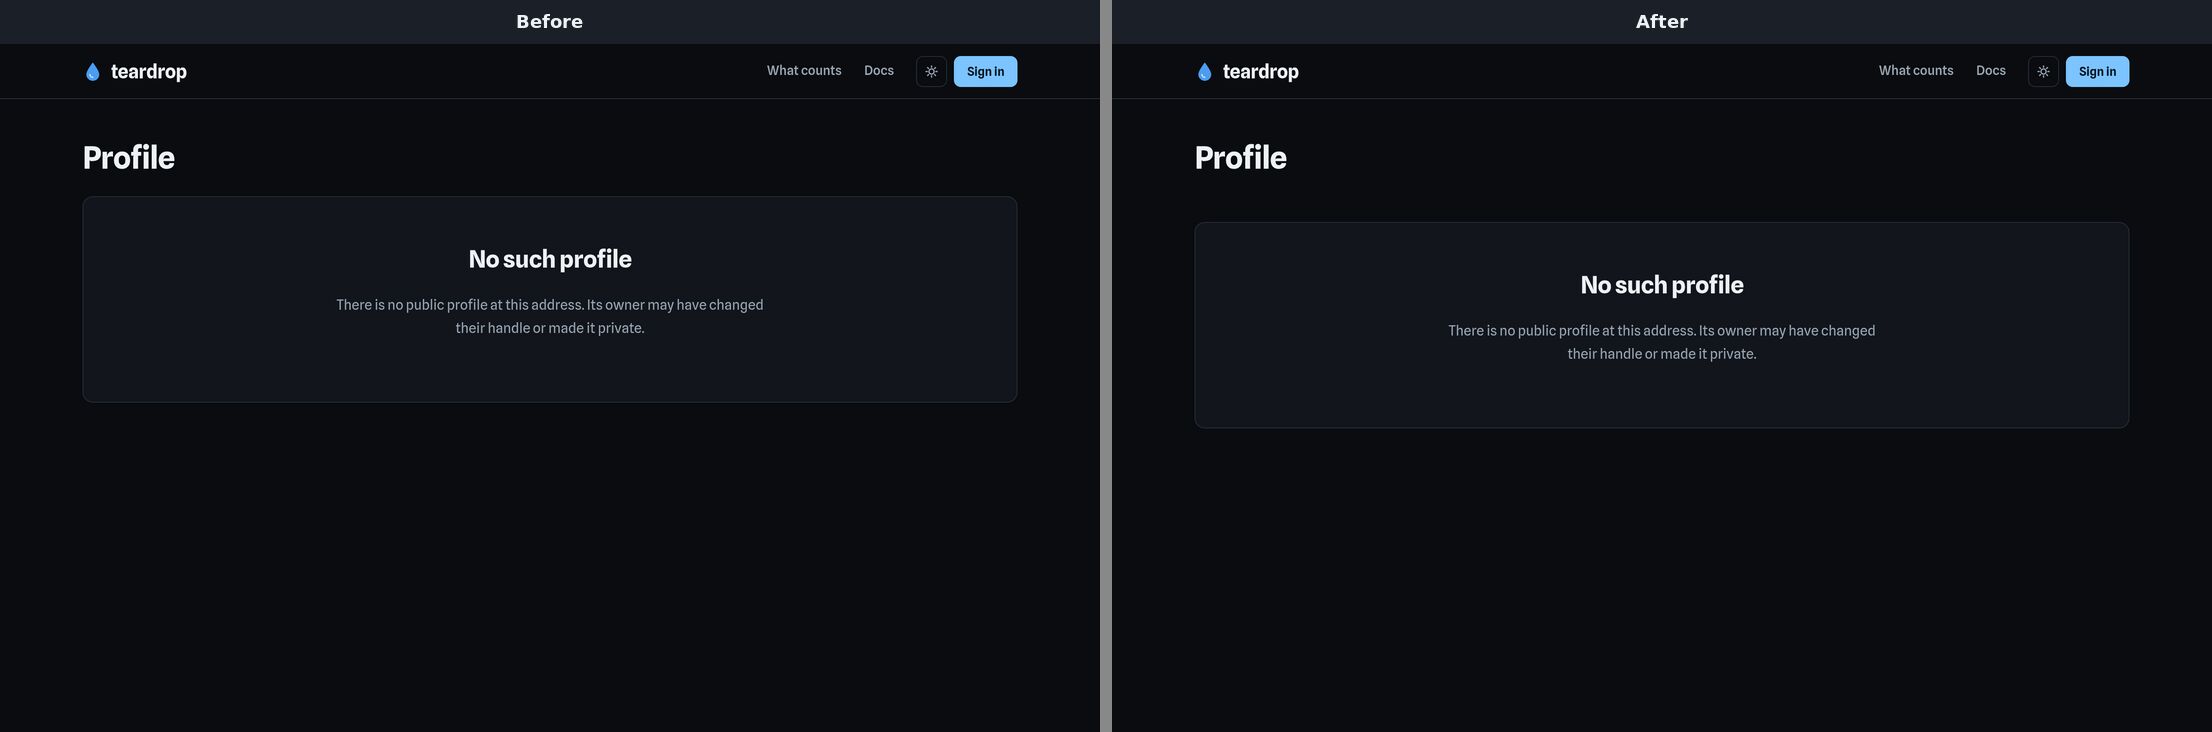 Before
teardrop
What counts
Docs
Sign in
Profile
No such profile
There is no public profile at this address. Its owner may have changed
their handle or made it private.
After
teardrop
What counts
Docs
Sign in
Profile
No such profile
There is no public profile at this address. Its owner may have changed
their handle or made it private.